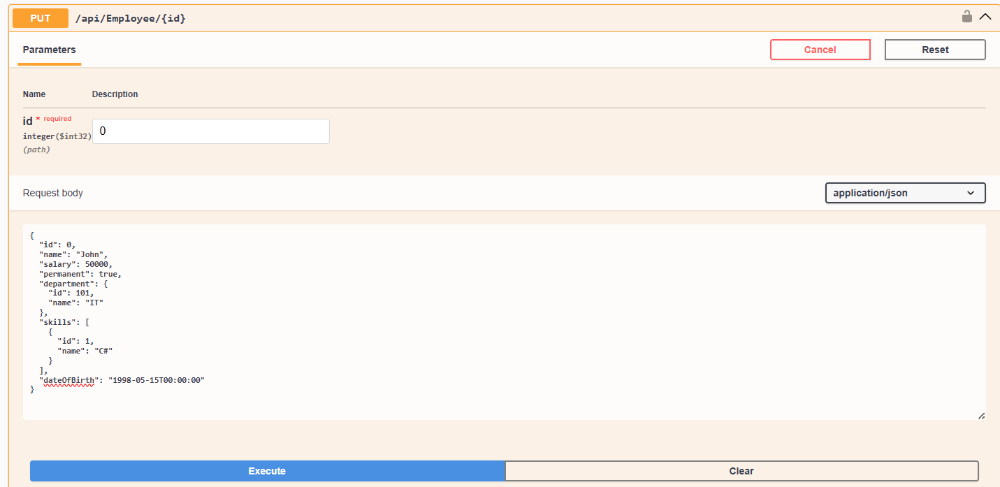 PUT /api/Employee/{id}
Parameters
Cancel
Reset
Name Description
id * required
integer($int32)
(path)
0
Request body
application/json
{
  "id": 0,
  "name": "John",
  "salary": 50000,
  "permanent": true,
  "department": {
    "id": 101,
    "name": "IT"
  },
  "skills": [
    {
      "id": 1,
      "name": "C#"
    }
  ],
  "dateOfBirth": "1998-05-15T00:00:00"
}
Execute
Clear